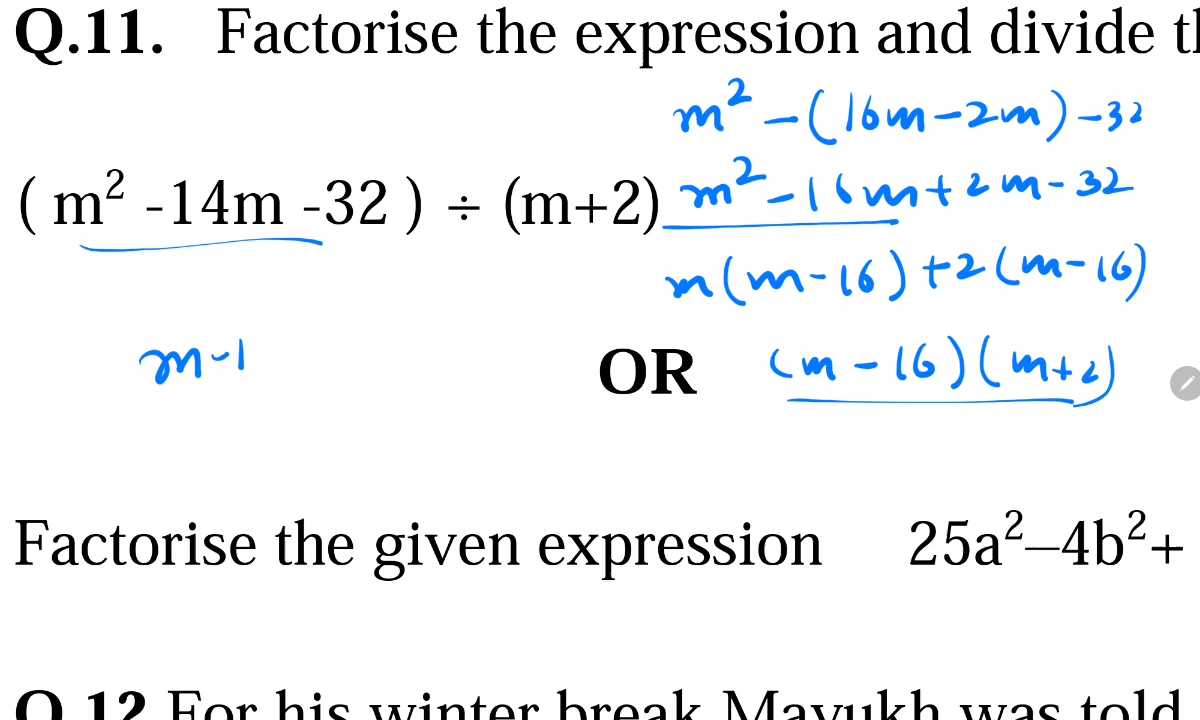 Q.11. Factorise the expression and divide
m² – (16m – 2m) – 32
( m² -14m -32 ) ÷ (m+2) m² – 16m + 2m – 32
m(m – 16) + 2(m – 16)
m – 1
OR (m – 16)(m + 2)
Factorise the given expression 25a²–4b²+
Q.12 For his winter break Mayukh was told